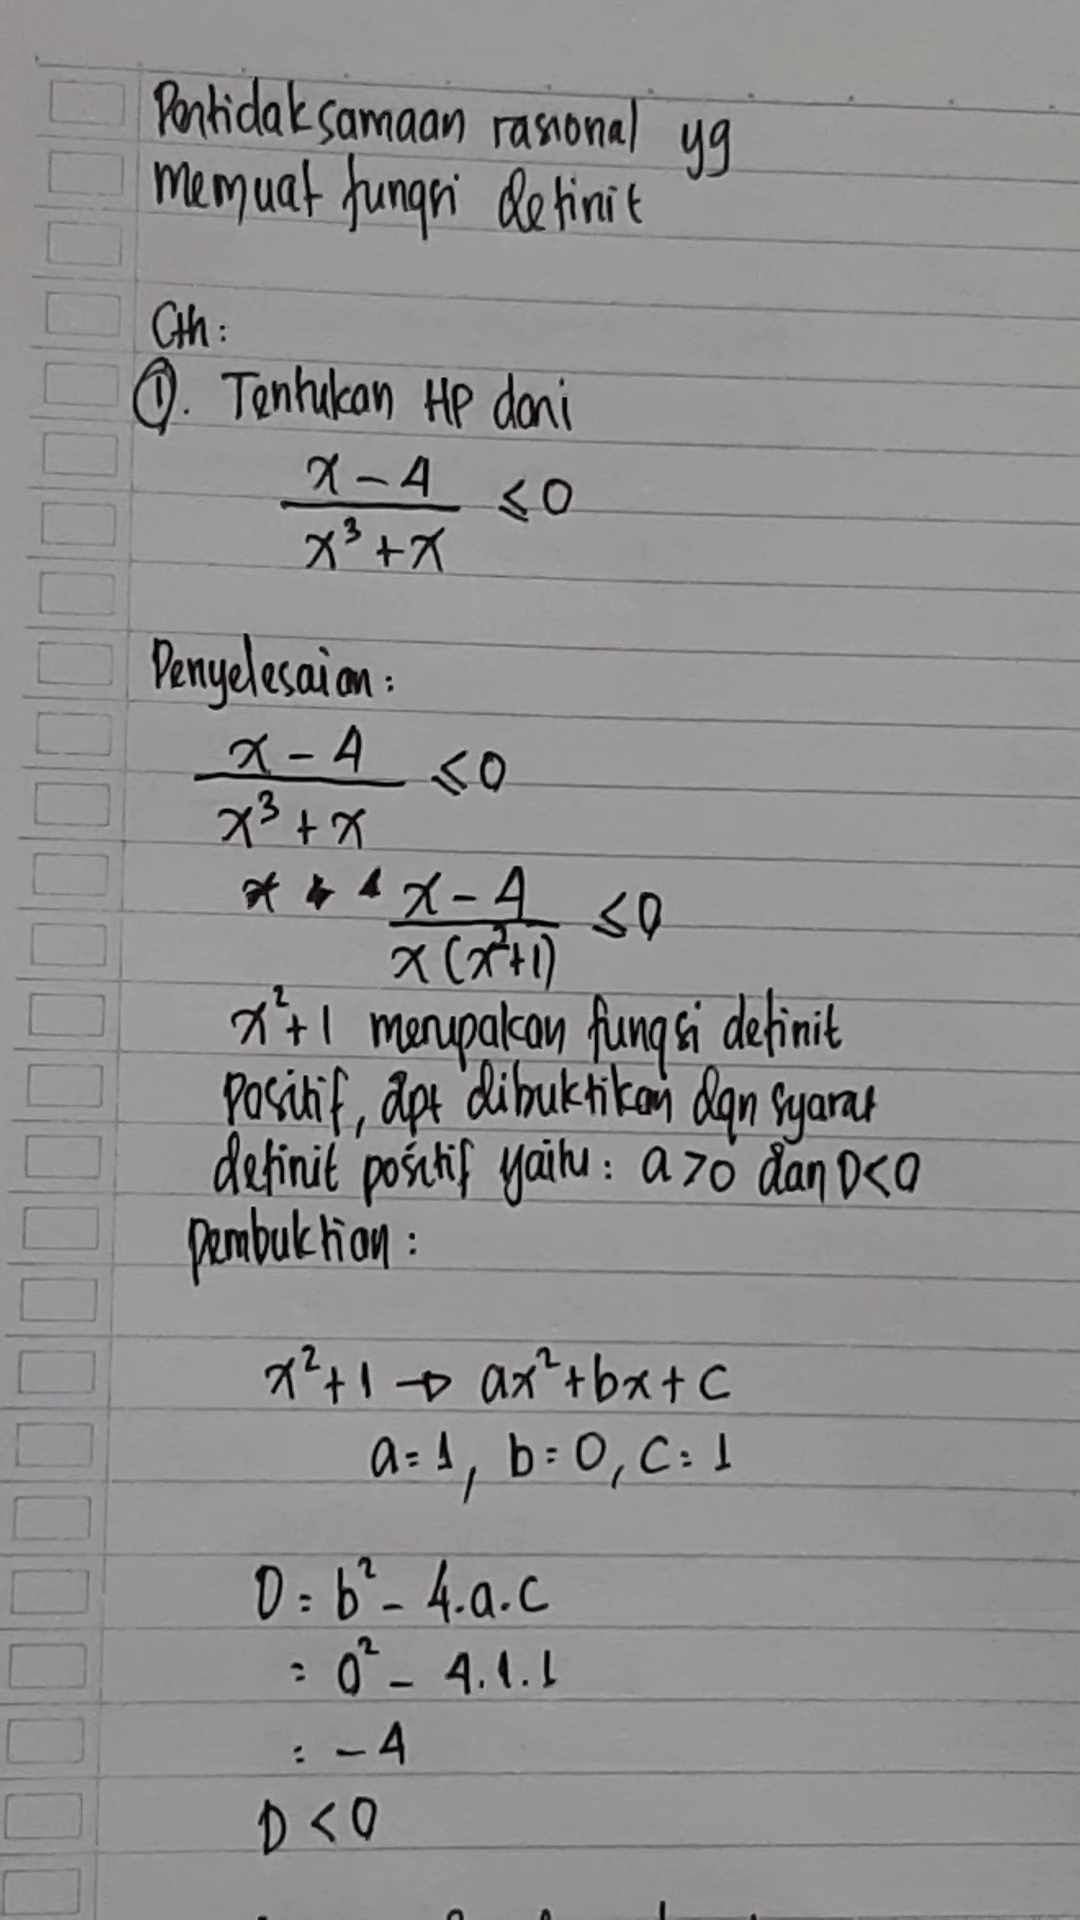 Pertidaksamaan rasional yg
memuat fungsi definit
Cth:
①. Tentukan HP dari
x - 4
x³ + x ≤ 0
Penyelesaian:
x - 4
x³ + x ≤ 0
x - 4
x (x²+1) ≤ 0
x²+1 merupakan fungsi definit
positif, dpt dibuktikan dgn syarat
definit positif yaitu: a>0 dan D<0
pembuktian:
x²+1 → ax²+bx+c
a=1, b=0, c=1
D = b² - 4.a.c
= 0² - 4.1.1
= -4
D < 0